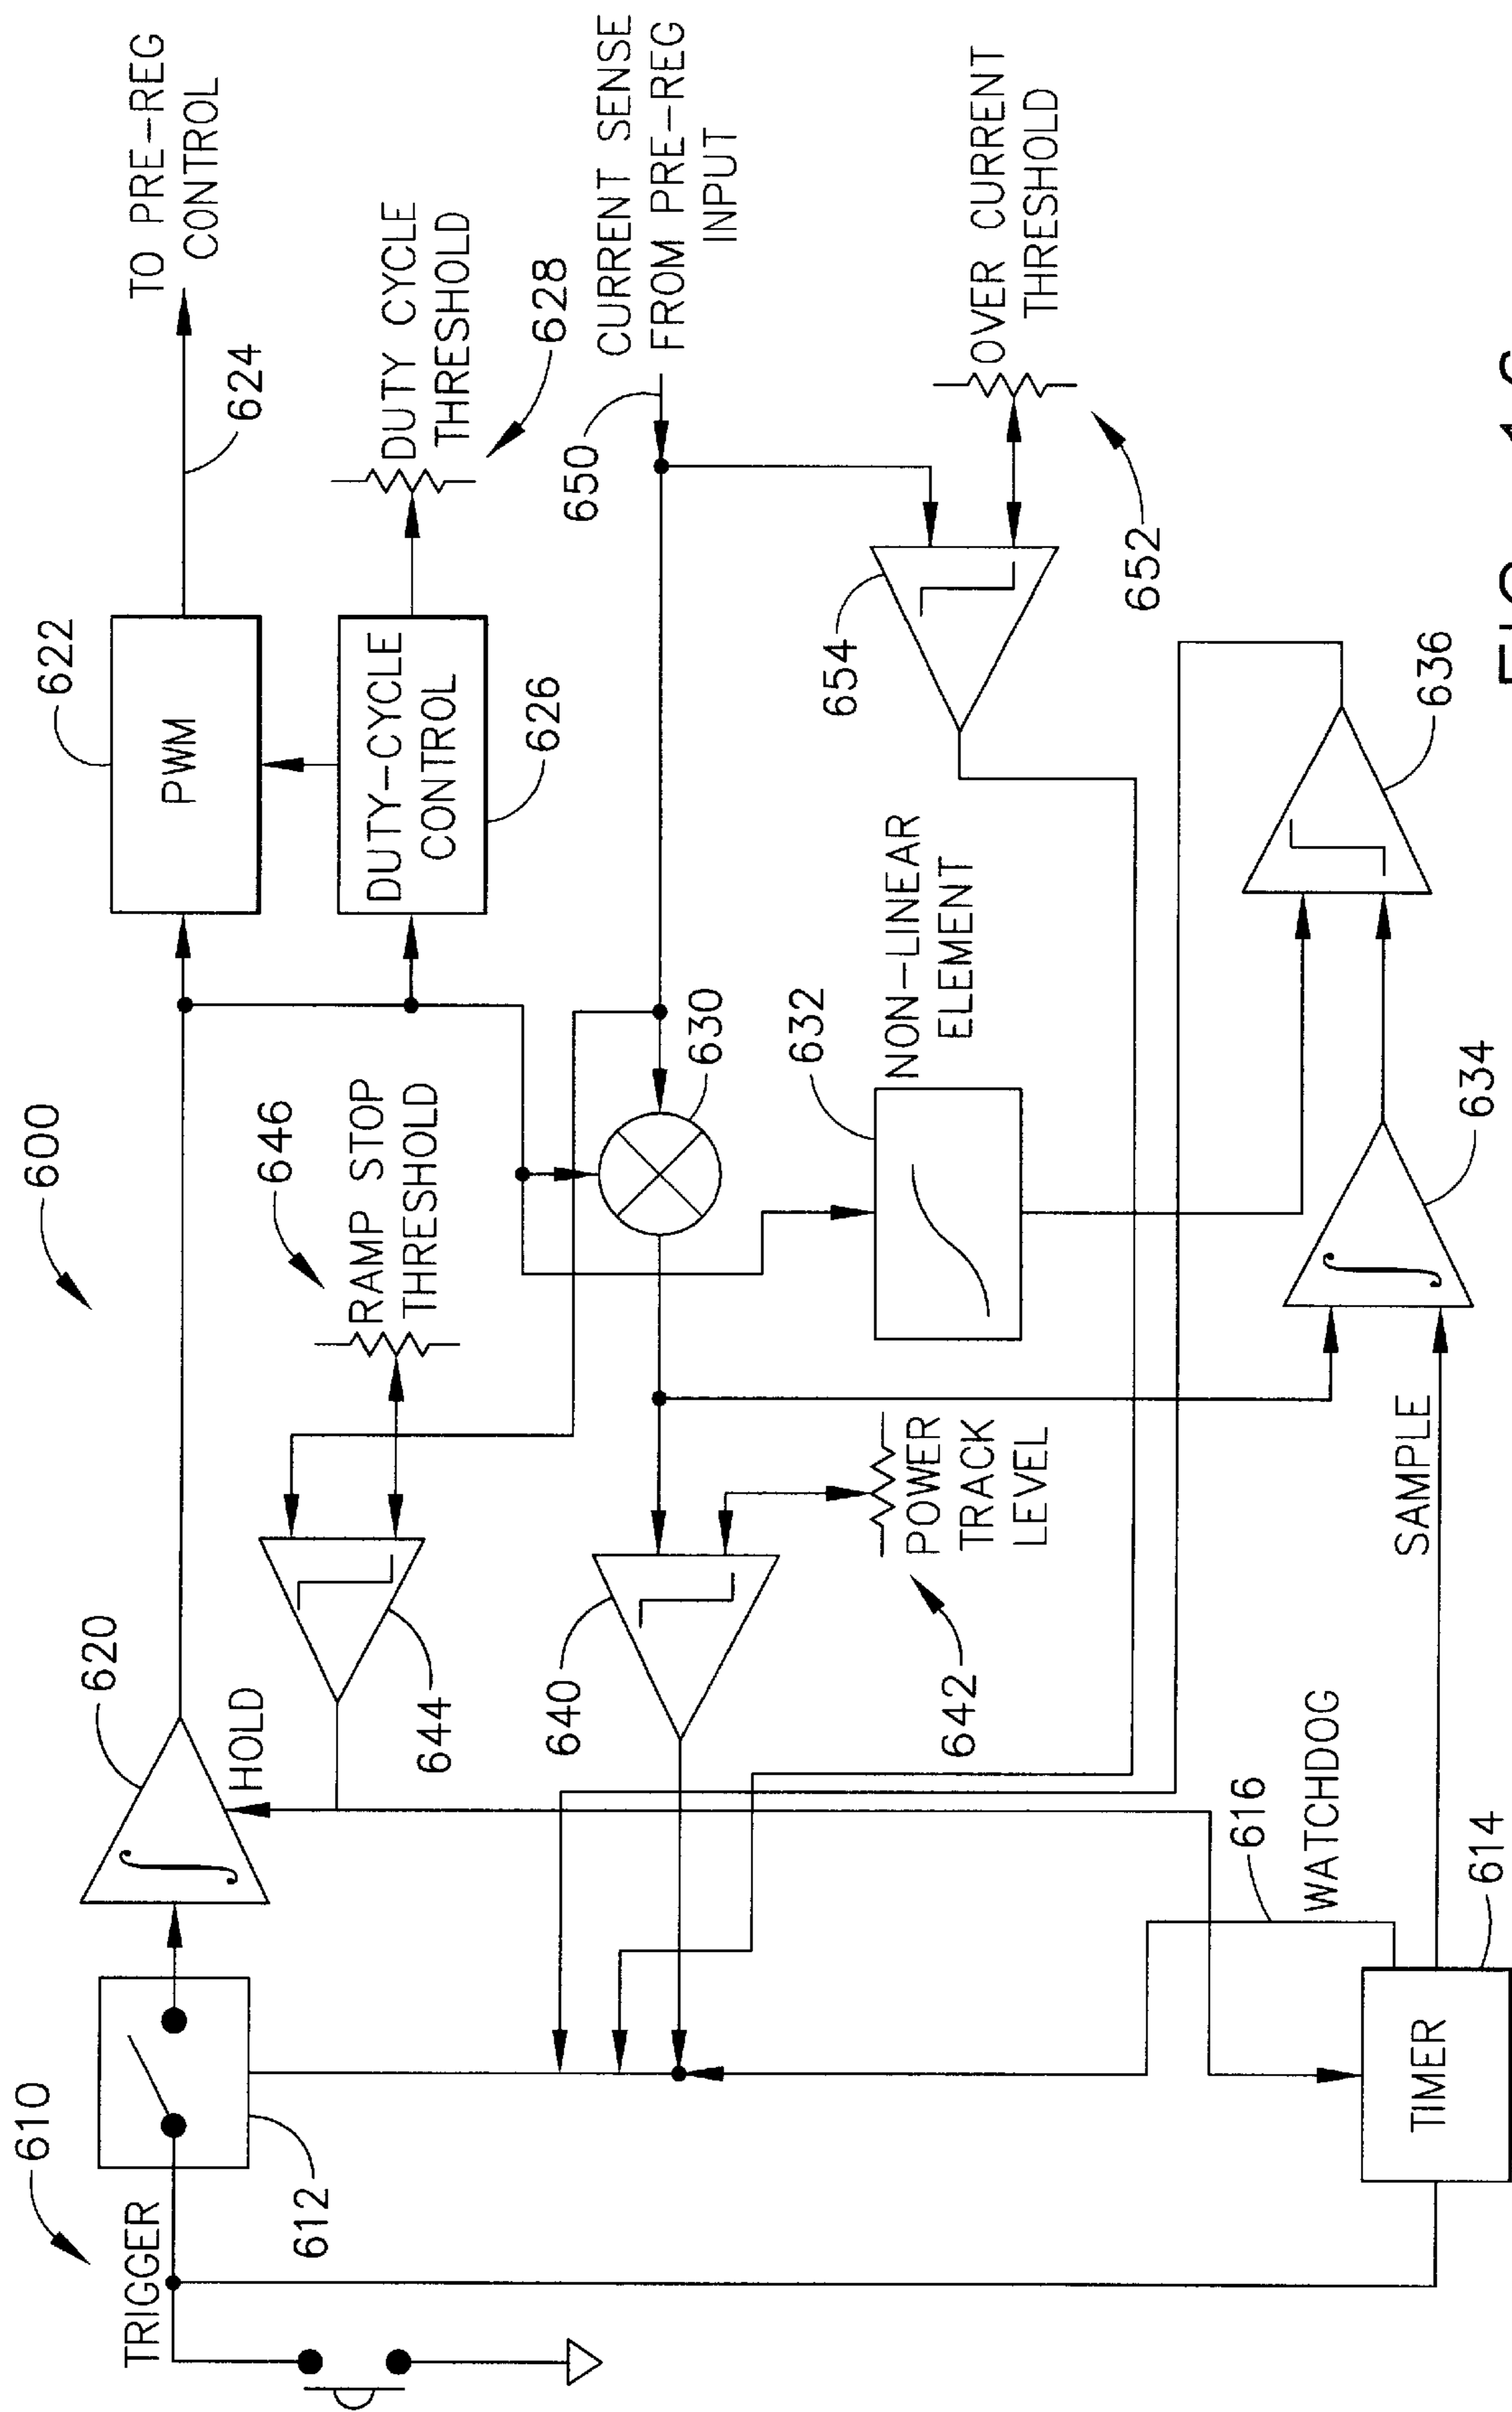 600
610
TRIGGER
612
620
HOLD
TO PRE-REG
CONTROL
622
PWM
624
DUTY-CYCLE
CONTROL
626
DUTY CYCLE
THRESHOLD
628
646
RAMP STOP
THRESHOLD
644
630
CURRENT SENSE
FROM PRE-REG
INPUT
650
640
642
POWER
TRACK
LEVEL
632
NON-LINEAR
ELEMENT
654
OVER CURRENT
THRESHOLD
652
616
WATCHDOG
614
TIMER
SAMPLE
634
636